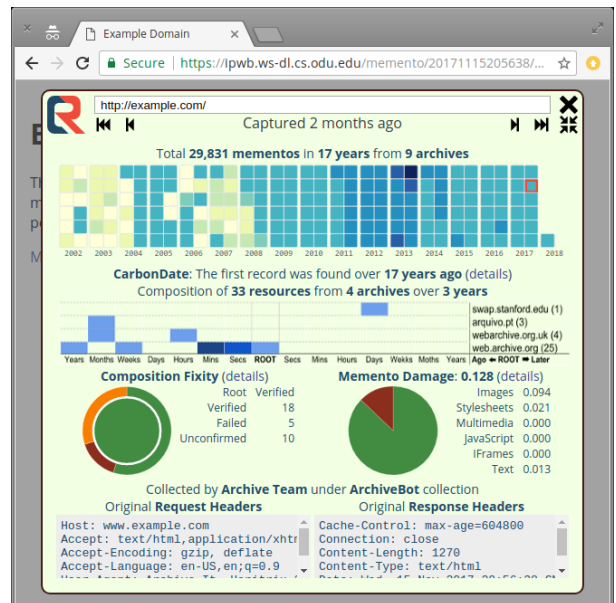 Example Domain
Secure | https://ipwb.ws-dl.cs.odu.edu/memento/20171115205638/...
http://example.com/
Captured 2 months ago
Total 29,831 mementos in 17 years from 9 archives
2002 2003 2004 2005 2006 2007 2008 2009 2010 2011 2012 2013 2014 2015 2016 2017 2018
CarbonDate: The first record was found over 17 years ago (details)
Composition of 33 resources from 4 archives over 3 years
swap.stanford.edu (1)
arquivo.pt (3)
webarchive.org.uk (4)
web.archive.org (25)
Years Months Weeks Days Hours Mins Secs ROOT Secs Mins Hours Days Wekks Moths Years Ago ⬅ ROOT ➡ Later
Composition Fixity (details)
Root Verified
Verified 18
Failed 5
Unconfirmed 10
Memento Damage: 0.128 (details)
Images 0.094
Stylesheets 0.021
Multimedia 0.000
JavaScript 0.000
IFrames 0.000
Text 0.013
Collected by Archive Team under ArchiveBot collection
Original Request Headers
Host: www.example.com
Accept: text/html,application/xhtm
Accept-Encoding: gzip, deflate
Accept-Language: en-US,en;q=0.9
Original Response Headers
Cache-Control: max-age=604800
Connection: close
Content-Length: 1270
Content-Type: text/html